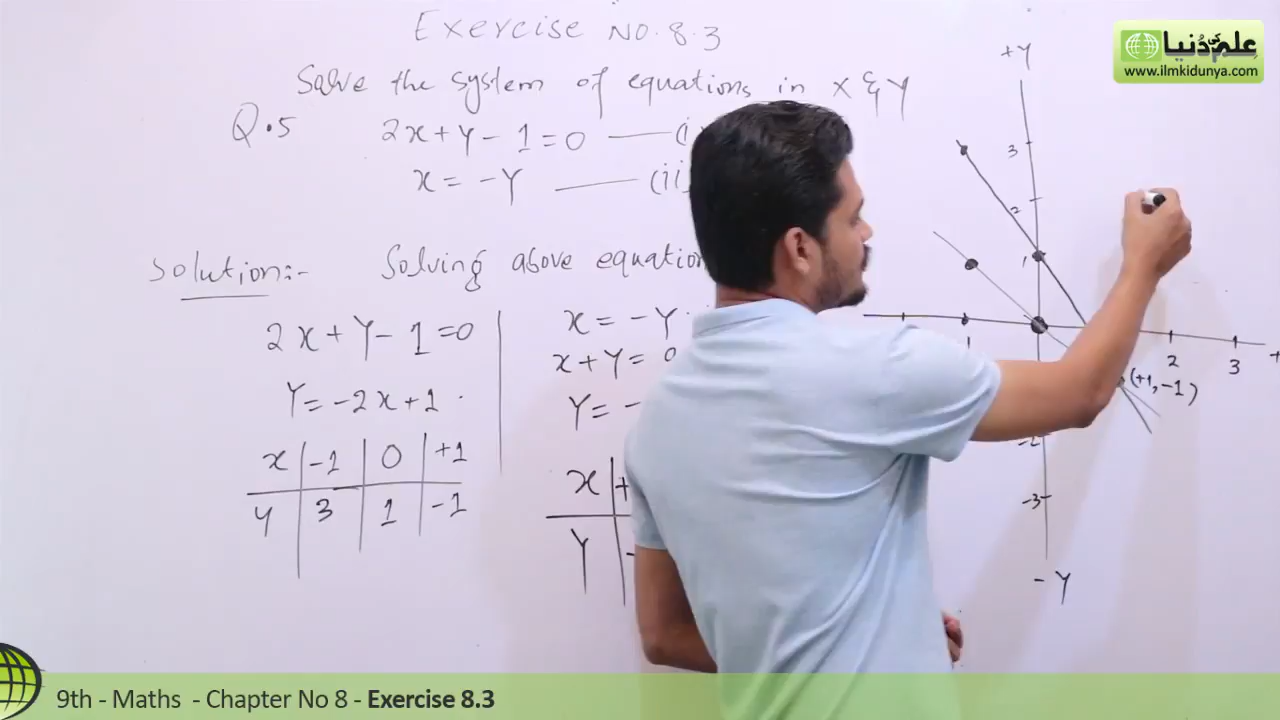 Exercise No. 8.3
علم کی دُنیا
www.ilmkidunya.com
Solve the system of equations in X & Y
Q.5
2x + y - 1 = 0 —— (i
x = -y —— (ii)
Solution:-
Solving above equation
2x + y - 1 = 0
y = -2x + 1
x | -1 | 0 | +1
y | 3 | 1 | -1
x = -y
x + y = 0
y = -
x | +
y | -
+y
3
2
1
1
2
3
(+1, -1)
-2
-3
-y
9th - Maths - Chapter No 8 - Exercise 8.3